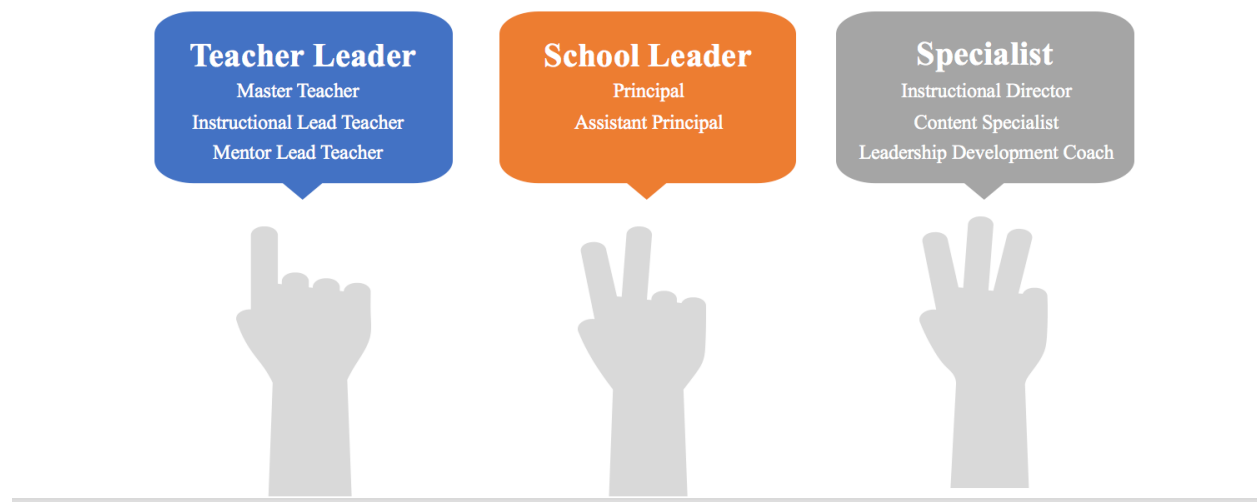 Teacher Leader
Master Teacher
Instructional Lead Teacher
Mentor Lead Teacher
School Leader
Principal
Assistant Principal
Specialist
Instructional Director
Content Specialist
Leadership Development Coach